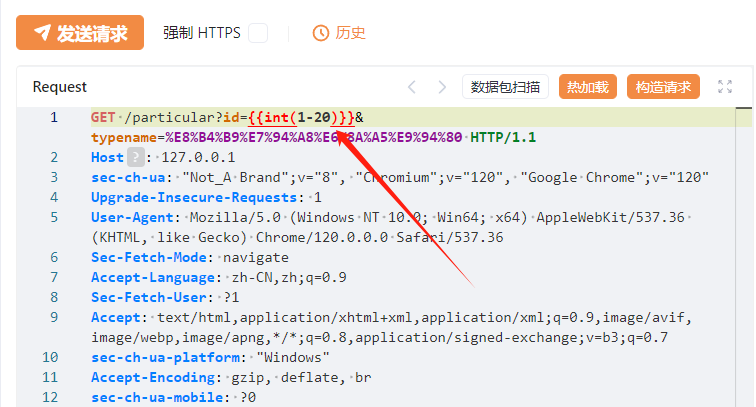 发送请求 强制 HTTPS 历史
Request 数据包扫描 热加载 构造请求
1 GET /particular?id={{int(1-20)}}&
typename=%E8%B4%B9%E7%94%A8%E6%8A%A5%E9%94%80 HTTP/1.1
2 Host ? : 127.0.0.1
3 sec-ch-ua: "Not_A Brand";v="8", "Chromium";v="120", "Google Chrome";v="120"
4 Upgrade-Insecure-Requests: 1
5 User-Agent: Mozilla/5.0 (Windows NT 10.0; Win64; x64) AppleWebKit/537.36
(KHTML, like Gecko) Chrome/120.0.0.0 Safari/537.36
6 Sec-Fetch-Mode: navigate
7 Accept-Language: zh-CN,zh;q=0.9
8 Sec-Fetch-User: ?1
9 Accept: text/html,application/xhtml+xml,application/xml;q=0.9,image/avif,
image/webp,image/apng,*/*;q=0.8,application/signed-exchange;v=b3;q=0.7
10 sec-ch-ua-platform: "Windows"
11 Accept-Encoding: gzip, deflate, br
12 sec-ch-ua-mobile: ?0